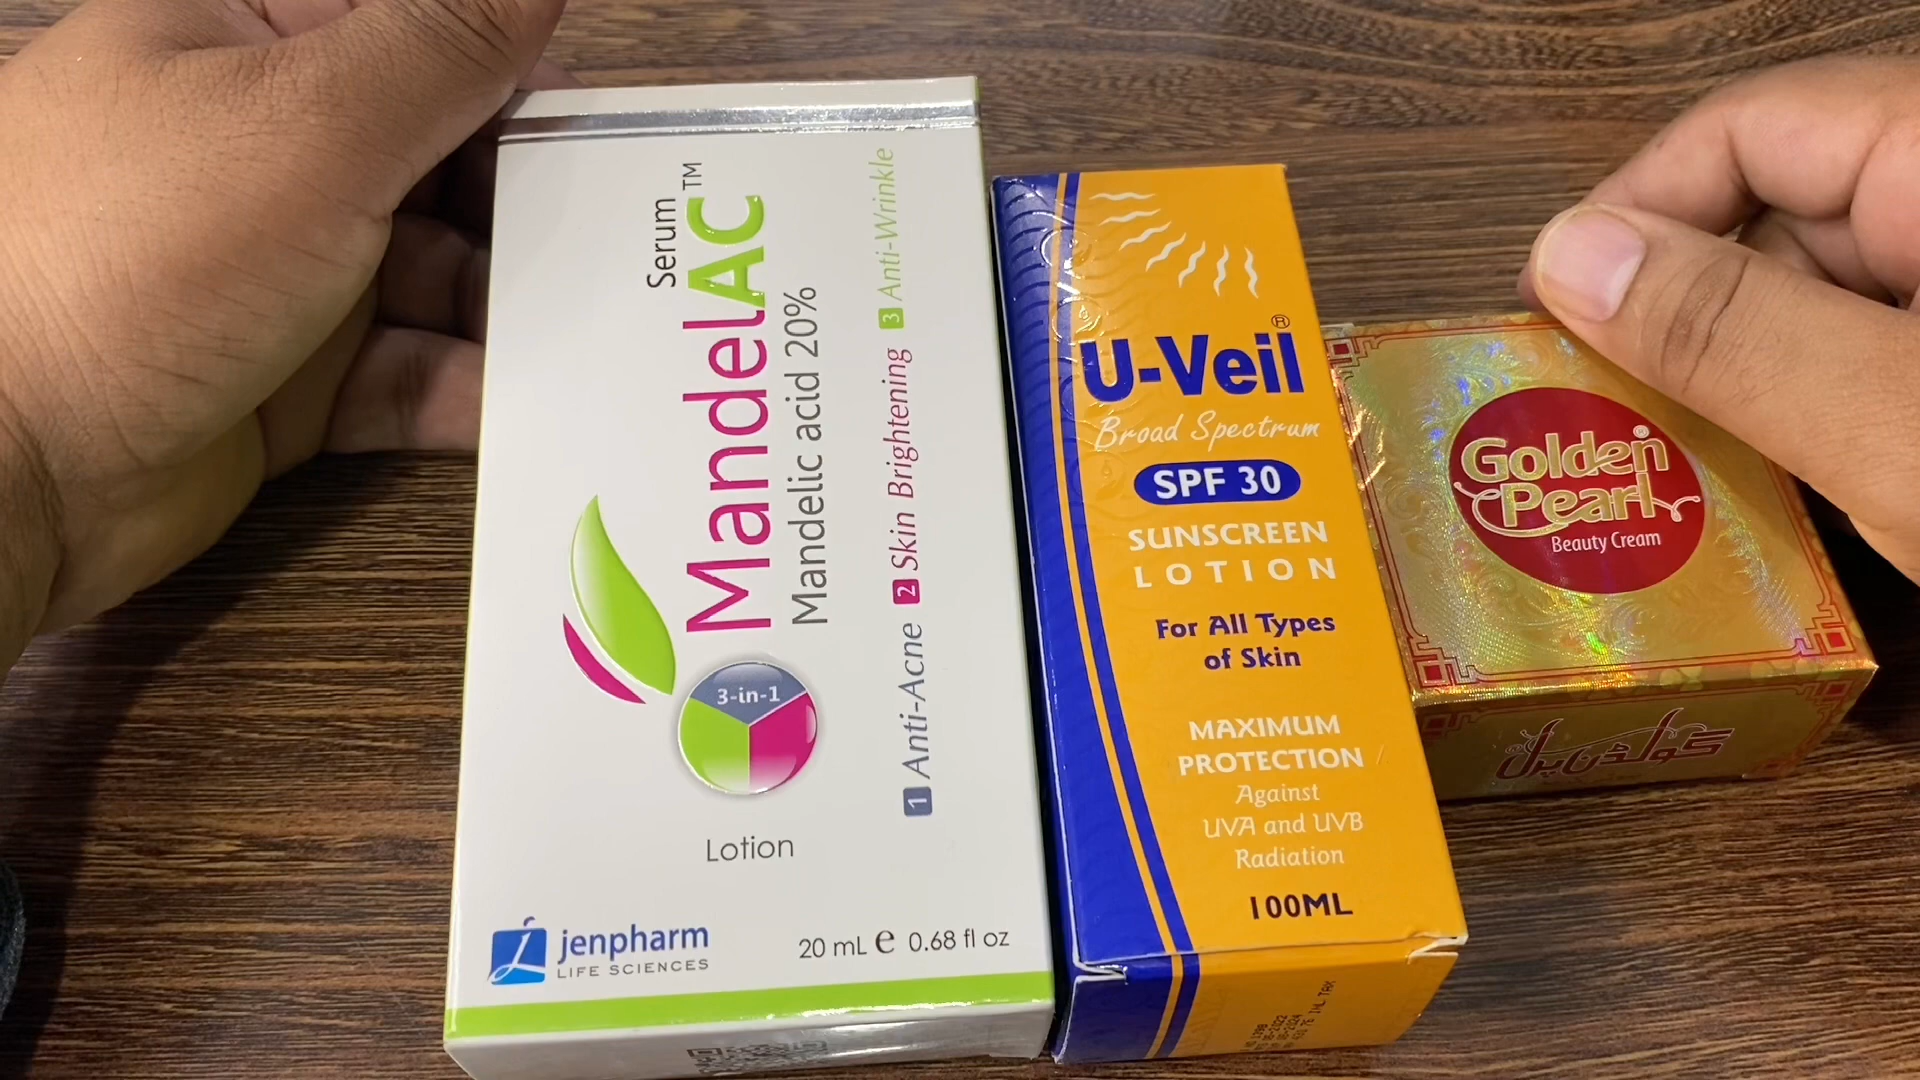 Serum
MandelAC™
Mandelic acid 20%
1 Anti-Acne 2 Skin Brightening 3 Anti-Wrinkle
3-in-1
Lotion
jenpharm
LIFE SCIENCES
20 mL e 0.68 fl oz
U-Veil®
Broad Spectrum
SPF 30
SUNSCREEN
LOTION
For All Types
of Skin
MAXIMUM
PROTECTION
Against
UVA and UVB
Radiation
100ML
Golden®
Pearl
Beauty Cream
گولڈن پرل